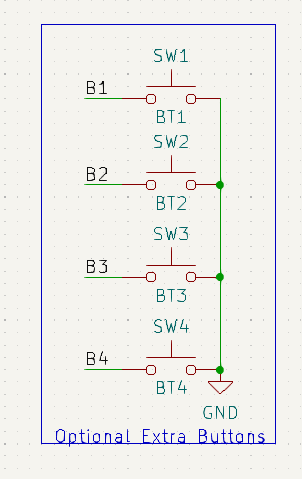 SW1
B1
BT1
SW2
B2
BT2
SW3
B3
BT3
SW4
B4
BT4
GND
Optional Extra Buttons